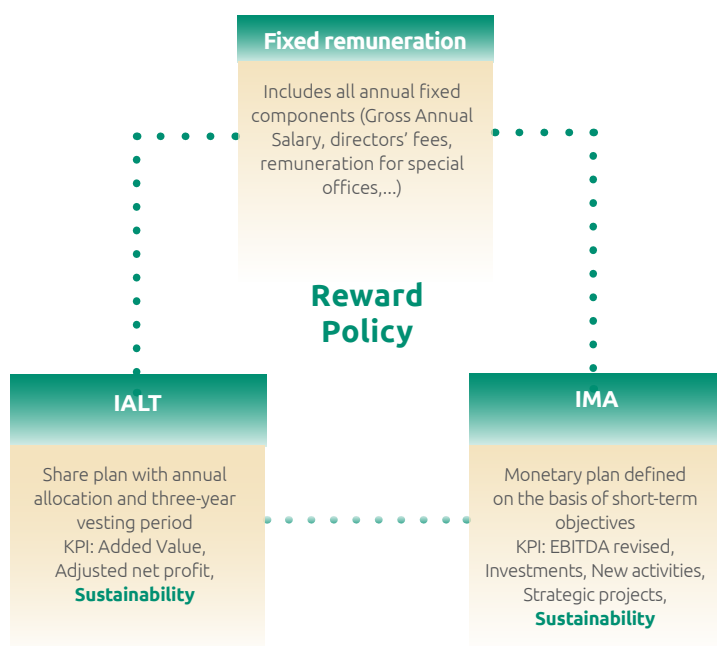 Fixed remuneration
Includes all annual fixed
components (Gross Annual
Salary, directors’ fees,
remuneration for special
offices,...)
Reward
Policy
IALT
Share plan with annual
allocation and three-year
vesting period
KPI: Added Value,
Adjusted net profit,
Sustainability
IMA
Monetary plan defined
on the basis of short-term
objectives
KPI: EBITDA revised,
Investments, New activities,
Strategic projects,
Sustainability